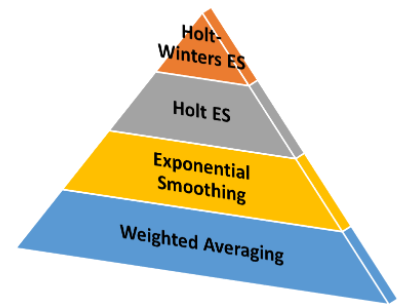 Holt-
Winters ES
Holt ES
Exponential
Smoothing
Weighted Averaging